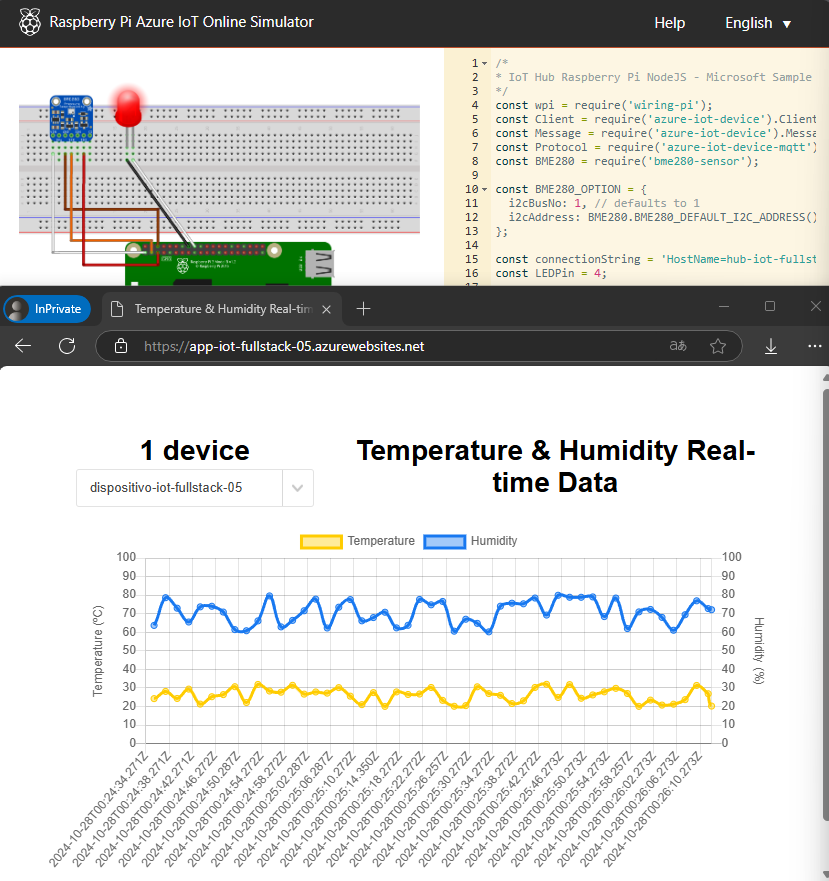 Raspberry Pi Azure IoT Online Simulator
Help
English ▼
1 /*
2 * IoT Hub Raspberry Pi NodeJS - Microsoft Sample
3 */
4 const wpi = require('wiring-pi');
5 const Client = require('azure-iot-device').Client
6 const Message = require('azure-iot-device').Messa
7 const Protocol = require('azure-iot-device-mqtt')
8 const BME280 = require('bme280-sensor');
9
10 const BME280_OPTION = {
11 i2cBusNo: 1, // defaults to 1
12 i2cAddress: BME280.BME280_DEFAULT_I2C_ADDRESS()
13 };
14
15 const connectionString = 'HostName=hub-iot-fullst
16 const LEDPin = 4;
InPrivate
Temperature & Humidity Real-tim
https://app-iot-fullstack-05.azurewebsites.net
1 device
dispositivo-iot-fullstack-05
Temperature & Humidity Real-
time Data
Temperature
Humidity
100 100
90 90
80 80
70 70
60 60
50 50
40 40
30 30
20 20
10 10
0 0
Temperature (ºC)
Humidity (%)
2024-10-28T00:24:34.271Z
2024-10-28T00:24:38.271Z
2024-10-28T00:24:42.271Z
2024-10-28T00:24:46.272Z
2024-10-28T00:24:50.287Z
2024-10-28T00:24:54.272Z
2024-10-28T00:24:58.272Z
2024-10-28T00:25:02.287Z
2024-10-28T00:25:06.287Z
2024-10-28T00:25:10.272Z
2024-10-28T00:25:14.350Z
2024-10-28T00:25:18.272Z
2024-10-28T00:25:22.272Z
2024-10-28T00:25:26.257Z
2024-10-28T00:25:30.272Z
2024-10-28T00:25:34.272Z
2024-10-28T00:25:38.272Z
2024-10-28T00:25:42.272Z
2024-10-28T00:25:46.273Z
2024-10-28T00:25:50.273Z
2024-10-28T00:25:54.273Z
2024-10-28T00:25:58.257Z
2024-10-28T00:26:02.273Z
2024-10-28T00:26:06.273Z
2024-10-28T00:26:10.273Z